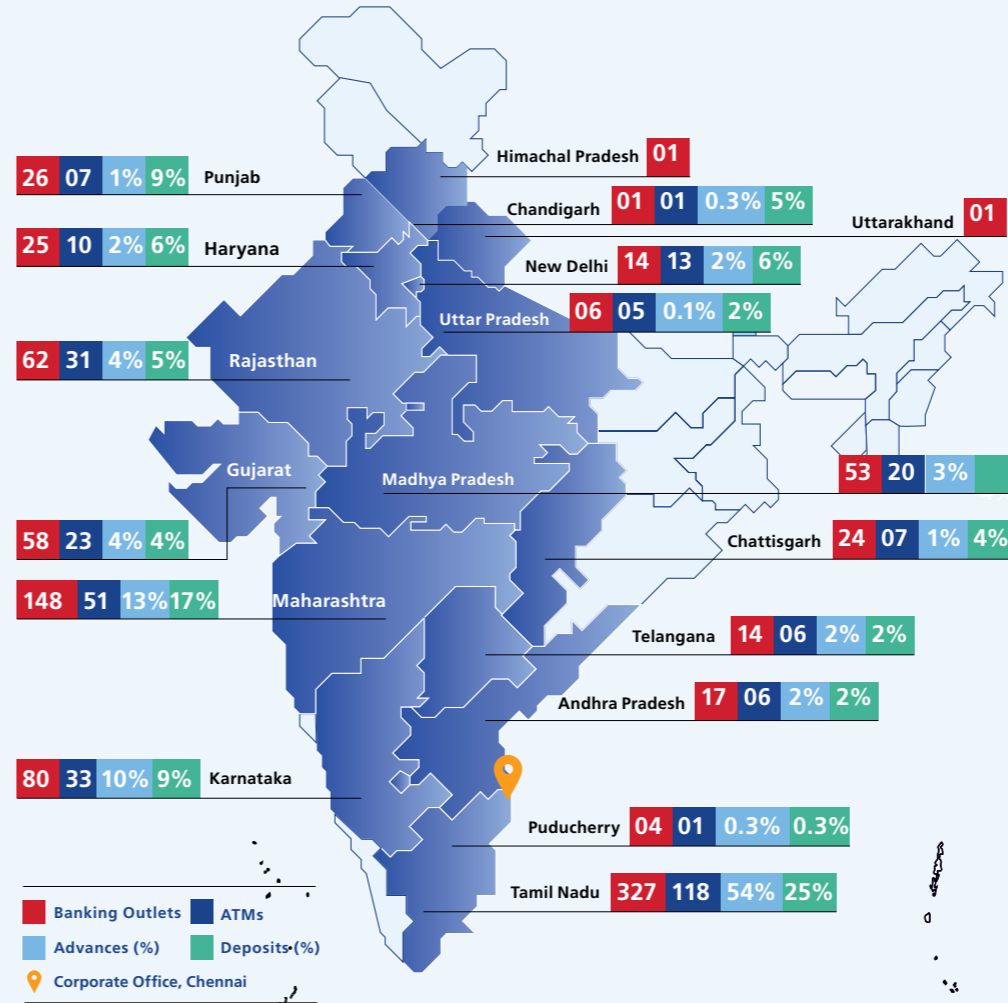 Himachal Pradesh 01
26 07 1% 9% Punjab
Chandigarh 01 01 0.3% 5%
Uttarakhand 01
25 10 2% 6% Haryana
New Delhi 14 13 2% 6%
Uttar Pradesh 06 05 0.1% 2%
62 31 4% 5% Rajasthan
Gujarat
58 23 4% 4%
Madhya Pradesh 53 20 3%
Chattisgarh 24 07 1% 4%
148 51 13% 17% Maharashtra
Telangana 14 06 2% 2%
Andhra Pradesh 17 06 2% 2%
80 33 10% 9% Karnataka
Puducherry 04 01 0.3% 0.3%
Tamil Nadu 327 118 54% 25%
Banking Outlets ATMs
Advances (%) Deposits (%)
Corporate Office, Chennai